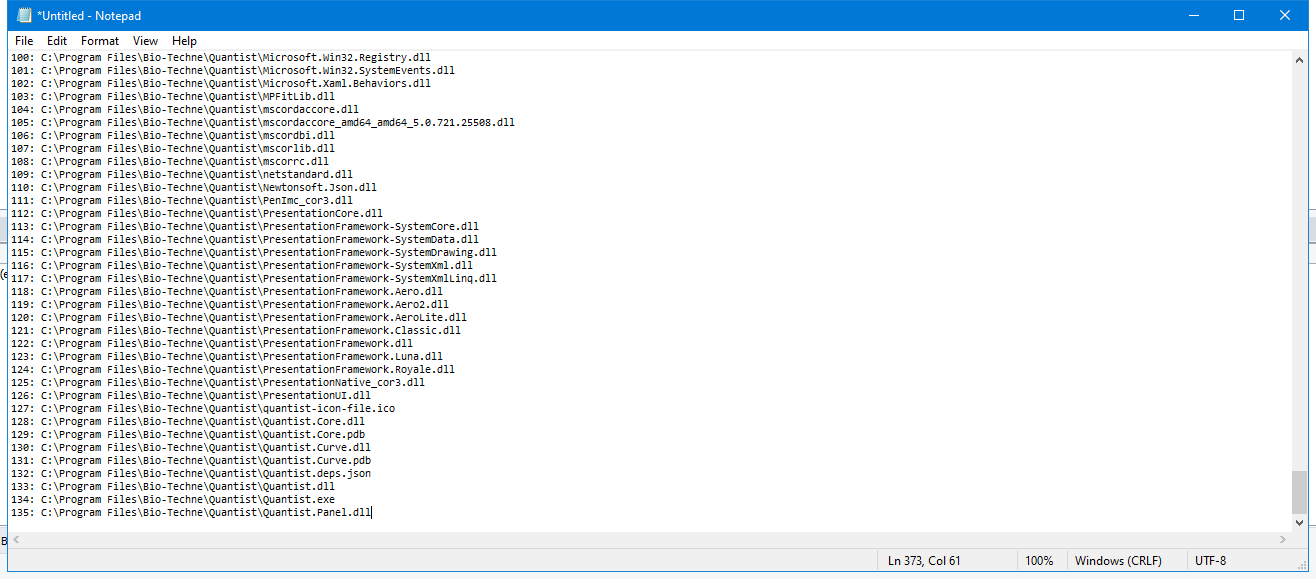 *Untitled - Notepad
File Edit Format View Help
100: C:\Program Files\Bio-Techne\Quantist\Microsoft.Win32.Registry.dll
101: C:\Program Files\Bio-Techne\Quantist\Microsoft.Win32.SystemEvents.dll
102: C:\Program Files\Bio-Techne\Quantist\Microsoft.Xaml.Behaviors.dll
103: C:\Program Files\Bio-Techne\Quantist\MPFitLib.dll
104: C:\Program Files\Bio-Techne\Quantist\mscordaccore.dll
105: C:\Program Files\Bio-Techne\Quantist\mscordaccore_amd64_amd64_5.0.721.25508.dll
106: C:\Program Files\Bio-Techne\Quantist\mscordbi.dll
107: C:\Program Files\Bio-Techne\Quantist\mscorlib.dll
108: C:\Program Files\Bio-Techne\Quantist\mscorrc.dll
109: C:\Program Files\Bio-Techne\Quantist\netstandard.dll
110: C:\Program Files\Bio-Techne\Quantist\Newtonsoft.Json.dll
111: C:\Program Files\Bio-Techne\Quantist\PenImc_cor3.dll
112: C:\Program Files\Bio-Techne\Quantist\PresentationCore.dll
113: C:\Program Files\Bio-Techne\Quantist\PresentationFramework-SystemCore.dll
114: C:\Program Files\Bio-Techne\Quantist\PresentationFramework-SystemData.dll
115: C:\Program Files\Bio-Techne\Quantist\PresentationFramework-SystemDrawing.dll
116: C:\Program Files\Bio-Techne\Quantist\PresentationFramework-SystemXml.dll
117: C:\Program Files\Bio-Techne\Quantist\PresentationFramework-SystemXmlLinq.dll
118: C:\Program Files\Bio-Techne\Quantist\PresentationFramework.Aero.dll
119: C:\Program Files\Bio-Techne\Quantist\PresentationFramework.Aero2.dll
120: C:\Program Files\Bio-Techne\Quantist\PresentationFramework.AeroLite.dll
121: C:\Program Files\Bio-Techne\Quantist\PresentationFramework.Classic.dll
122: C:\Program Files\Bio-Techne\Quantist\PresentationFramework.dll
123: C:\Program Files\Bio-Techne\Quantist\PresentationFramework.Luna.dll
124: C:\Program Files\Bio-Techne\Quantist\PresentationFramework.Royale.dll
125: C:\Program Files\Bio-Techne\Quantist\PresentationNative_cor3.dll
126: C:\Program Files\Bio-Techne\Quantist\PresentationUI.dll
127: C:\Program Files\Bio-Techne\Quantist\quantist-icon-file.ico
128: C:\Program Files\Bio-Techne\Quantist\Quantist.Core.dll
129: C:\Program Files\Bio-Techne\Quantist\Quantist.Core.pdb
130: C:\Program Files\Bio-Techne\Quantist\Quantist.Curve.dll
131: C:\Program Files\Bio-Techne\Quantist\Quantist.Curve.pdb
132: C:\Program Files\Bio-Techne\Quantist\Quantist.deps.json
133: C:\Program Files\Bio-Techne\Quantist\Quantist.dll
134: C:\Program Files\Bio-Techne\Quantist\Quantist.exe
135: C:\Program Files\Bio-Techne\Quantist\Quantist.Panel.dll
Ln 373, Col 61 100% Windows (CRLF) UTF-8